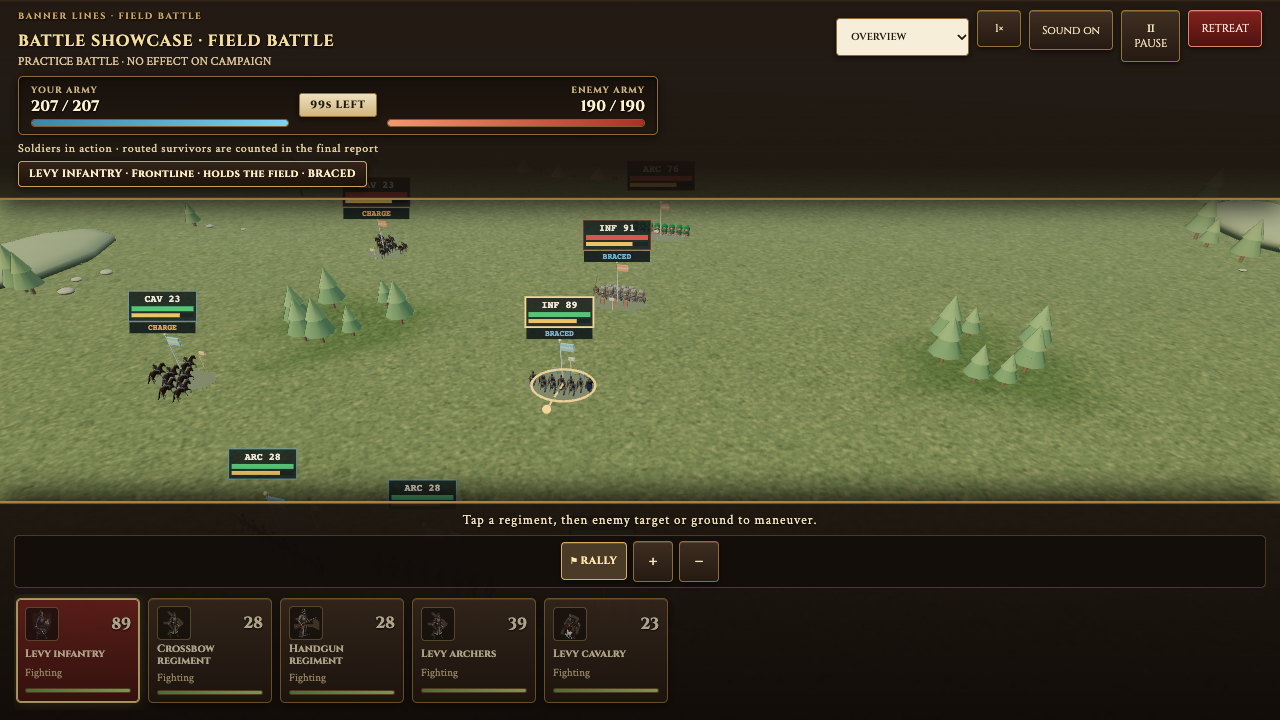 BANNER LINES · FIELD BATTLE
BATTLE SHOWCASE · FIELD BATTLE
PRACTICE BATTLE · NO EFFECT ON CAMPAIGN
OVERVIEW
1×
SOUND ON
PAUSE
RETREAT
YOUR ARMY
207 / 207
99S LEFT
ENEMY ARMY
190 / 190
Soldiers in action · routed survivors are counted in the final report
LEVY INFANTRY · FRONTLINE · HOLDS THE FIELD · BRACED
ARC 76
CAV 23
CHARGE
INF 91
BRACED
CAV 23
CHARGE
INF 89
BRACED
ARC 28
ARC 28
Tap a regiment, then enemy target or ground to maneuver.
RALLY
+
−
89
LEVY INFANTRY
Fighting
28
CROSSBOW REGIMENT
Fighting
28
HANDGUN REGIMENT
Fighting
39
LEVY ARCHERS
Fighting
23
LEVY CAVALRY
Fighting